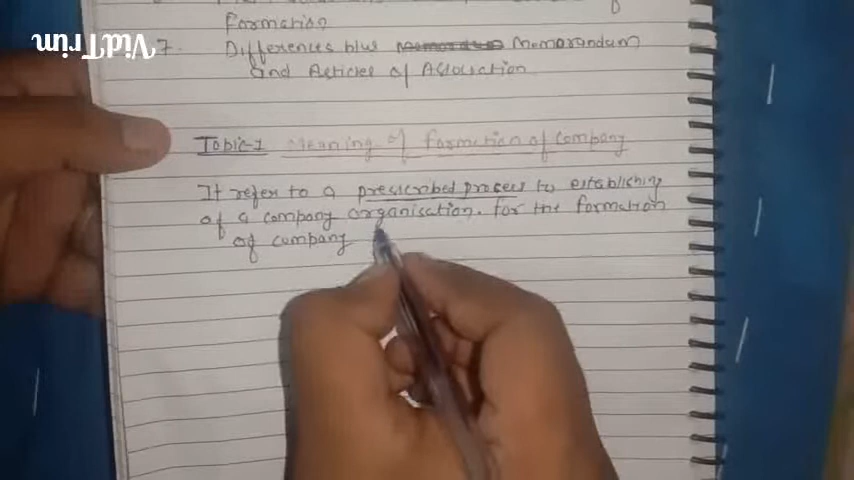 Formation
7. Differences b/w Memorandum
and Articles of Association
Topic-1 Meaning of formation of company
It refer to a prescribed process to establishing
of a company organisation. for the formation
of company
VidTrim